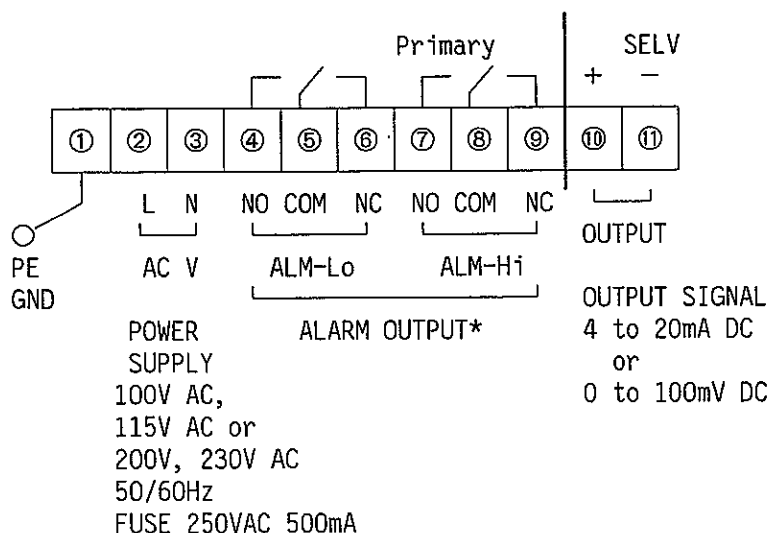 Primary SELV
+ −
① ② ③ ④ ⑤ ⑥ ⑦ ⑧ ⑨ ⑩ ⑪
L N NO COM NC NO COM NC
PE
GND
AC V
ALM-Lo
ALM-Hi
OUTPUT
POWER
SUPPLY
100V AC,
115V AC or
200V, 230V AC
50/60Hz
FUSE 250VAC 500mA
ALARM OUTPUT*
OUTPUT SIGNAL
4 to 20mA DC
or
0 to 100mV DC